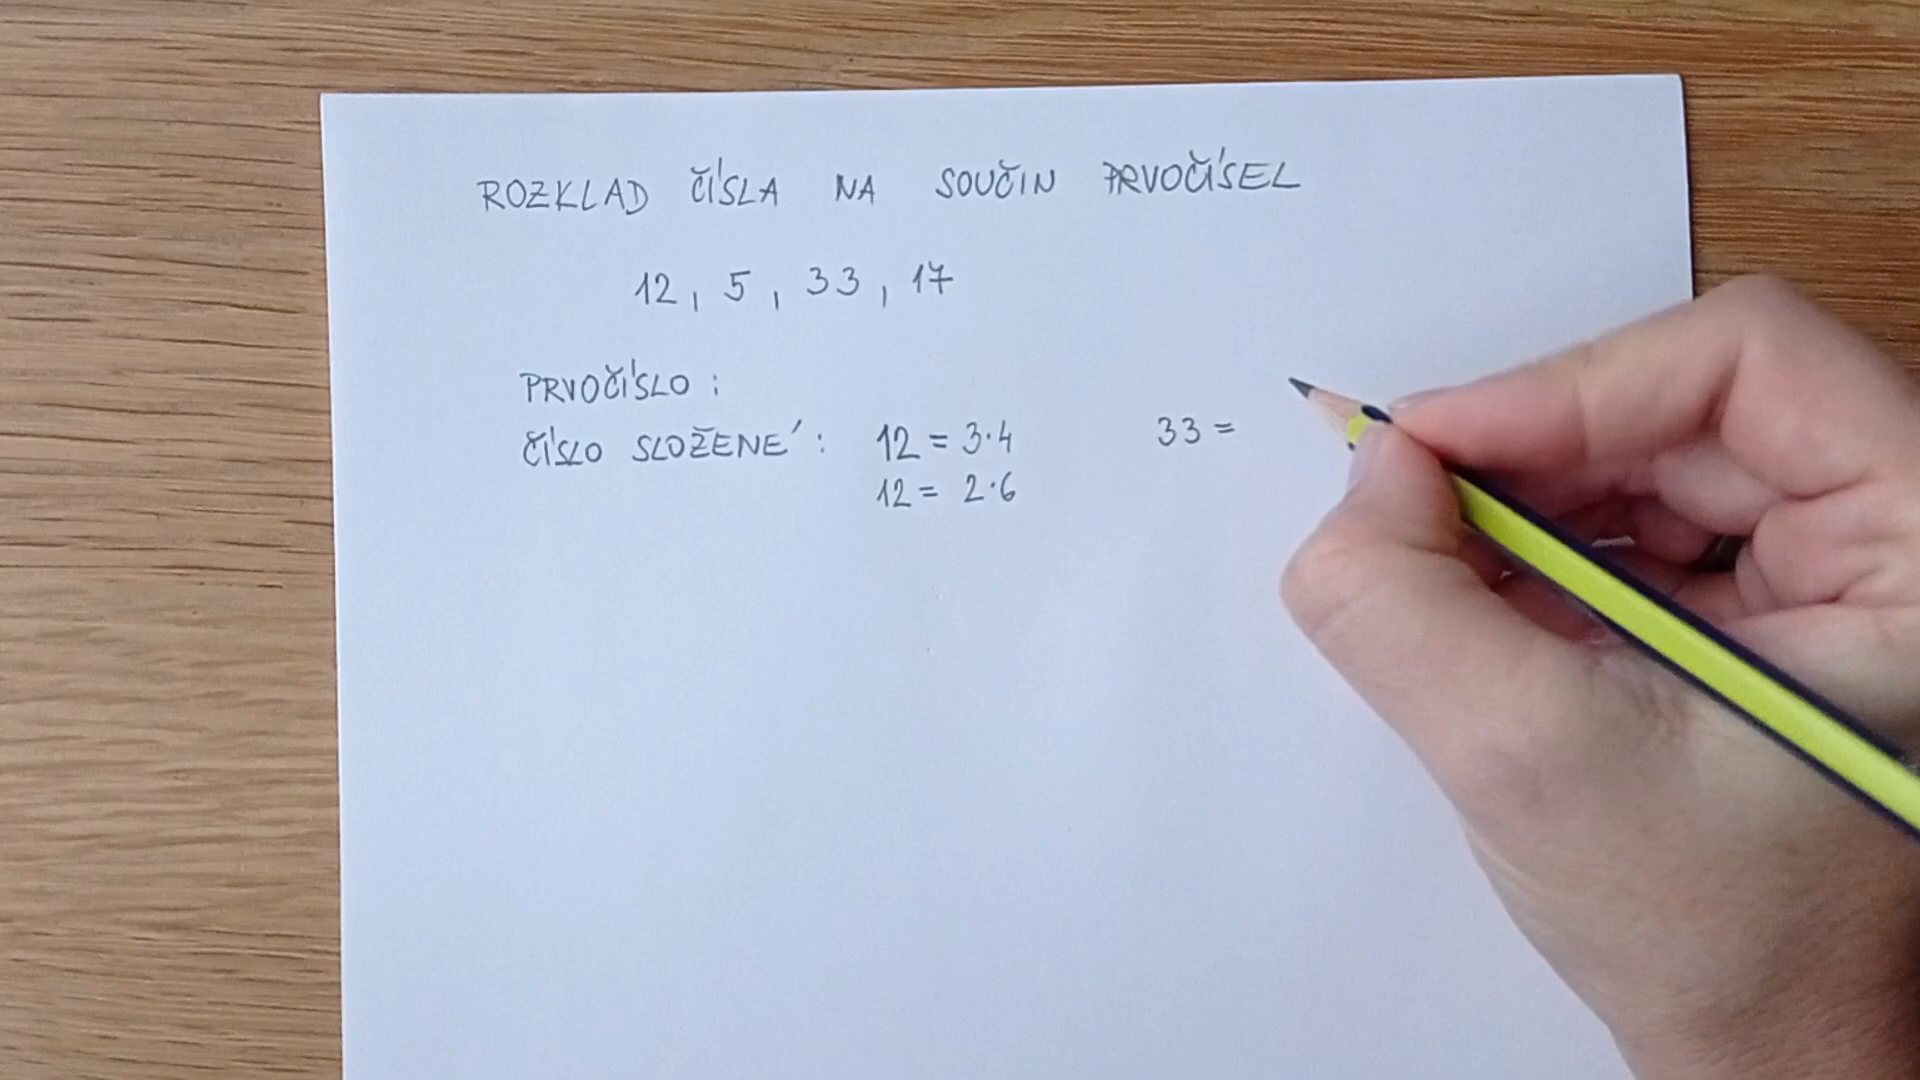 ROZKLAD ČÍSLA NA SOUČIN PRVOČÍSEL
12, 5, 33, 17
PRVOČÍSLO:
ČÍSLO SLOŽENÉ: 12 = 3·4 33 =
12 = 2·6